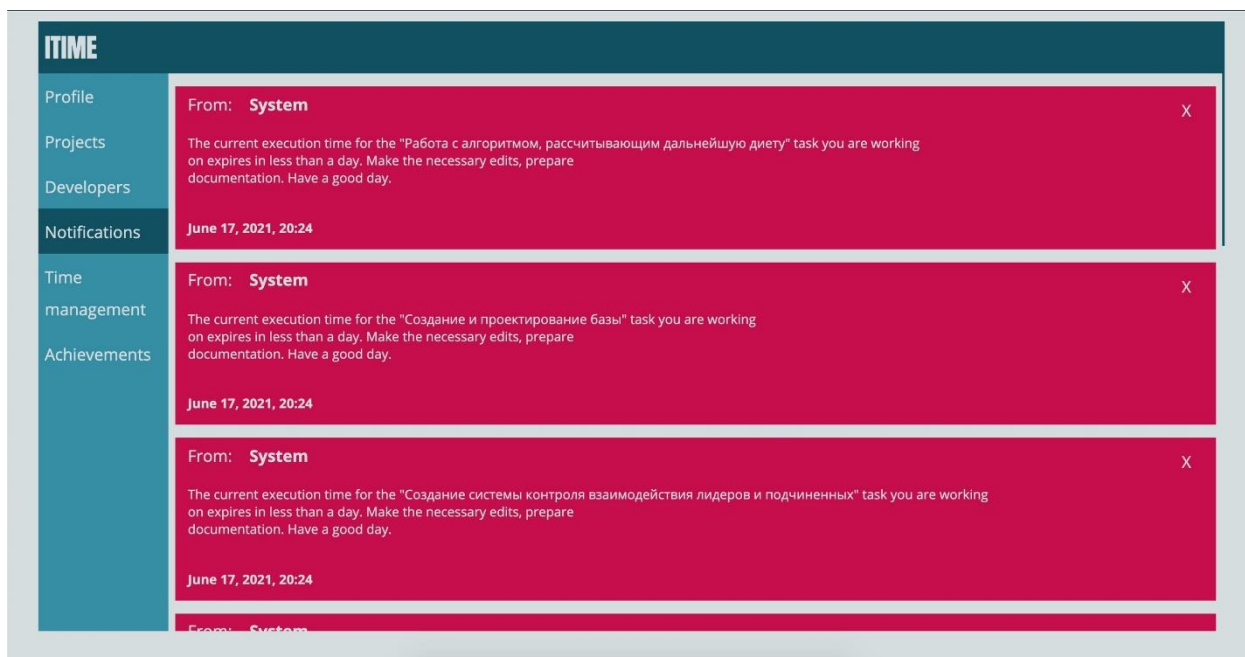 ITIME
Profile
Projects
Developers
Notifications
Time
management
Achievements
From: System
X
The current execution time for the "Работа с алгоритмом, рассчитывающим дальнейшую диету" task you are working
on expires in less than a day. Make the necessary edits, prepare
documentation. Have a good day.
June 17, 2021, 20:24
From: System
X
The current execution time for the "Создание и проектирование базы" task you are working
on expires in less than a day. Make the necessary edits, prepare
documentation. Have a good day.
June 17, 2021, 20:24
From: System
X
The current execution time for the "Создание системы контроля взаимодействия лидеров и подчиненных" task you are working
on expires in less than a day. Make the necessary edits, prepare
documentation. Have a good day.
June 17, 2021, 20:24
From: System